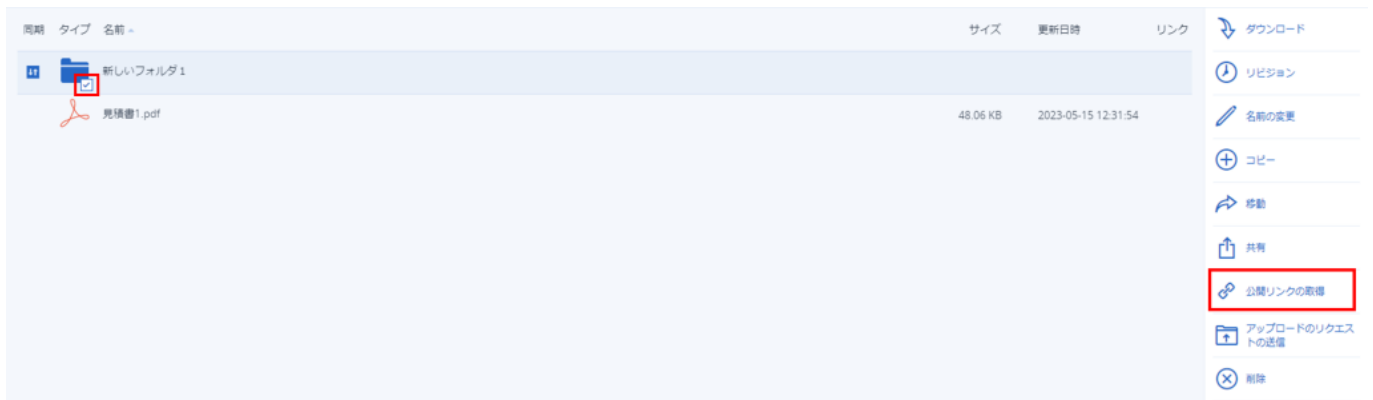 同期 タイプ 名前 サイズ 更新日時 リンク
新しいフォルダ1
見積書1.pdf 48.06 KB 2023-05-15 12:31:54
ダウンロード
リビジョン
名前の変更
コピー
移動
共有
公開リンクの取得
アップロードのリクエス
トの送信
削除